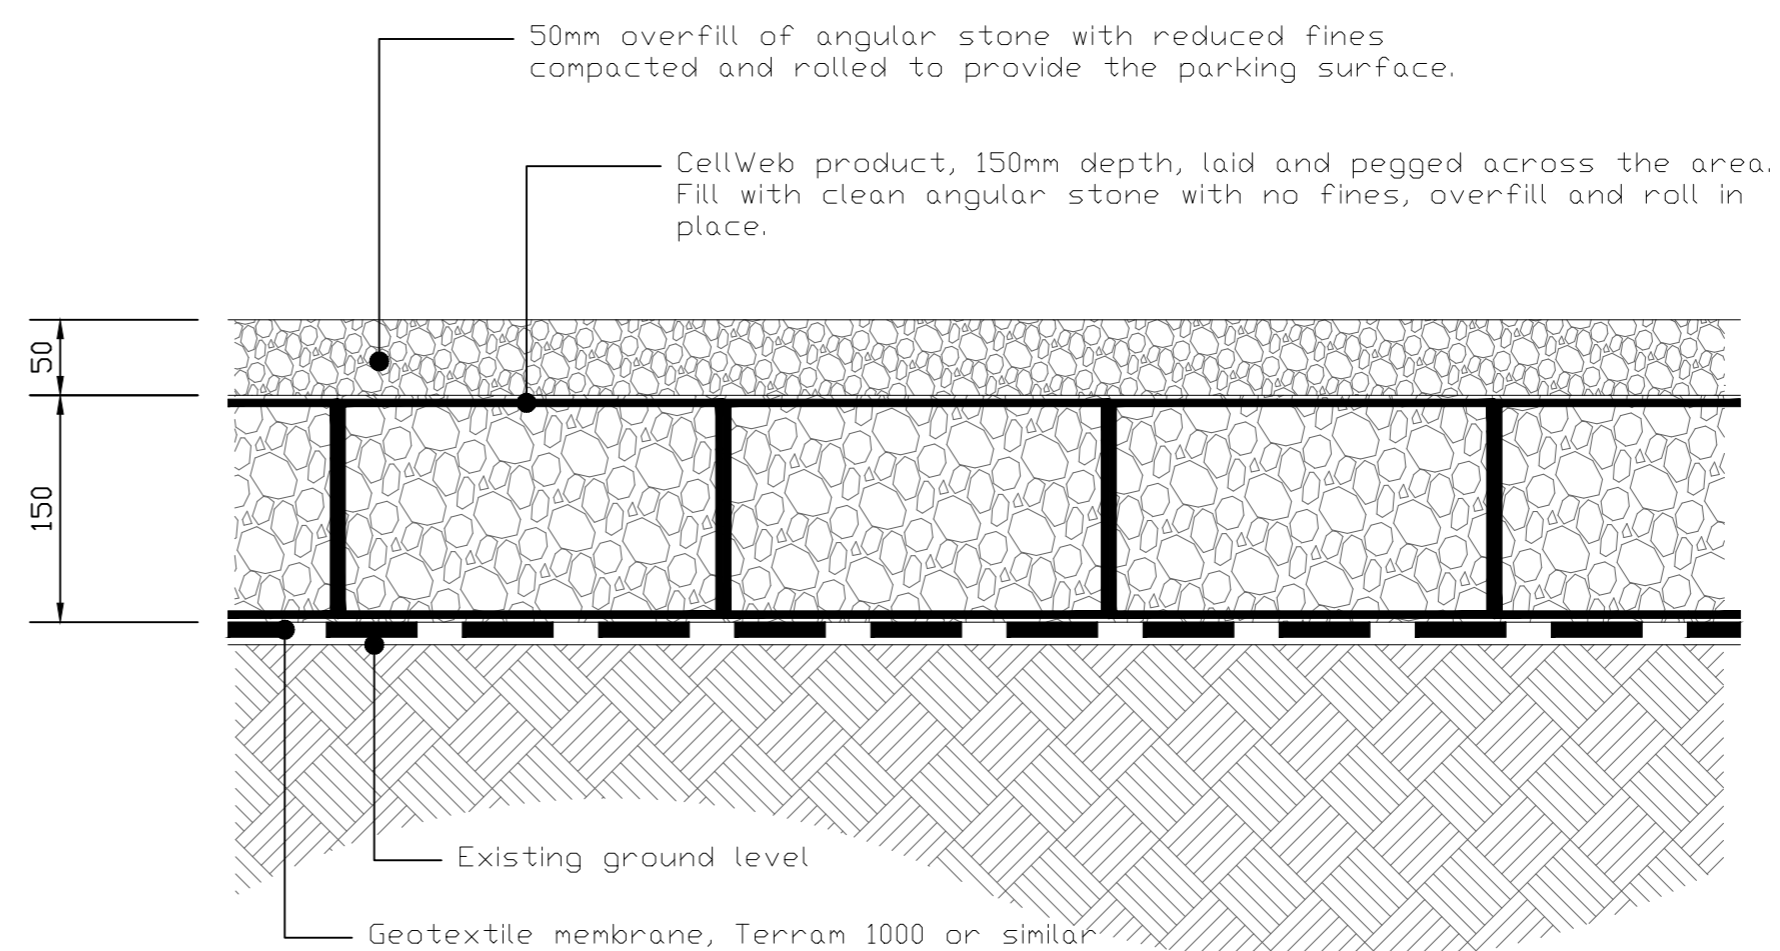 50mm overfill of angular stone with reduced fines
compacted and rolled to provide the parking surface.
CellWeb product, 150mm depth, laid and pegged across the area.
Fill with clean angular stone with no fines, overfill and roll in
place.
50
150
Existing ground level
Geotextile membrane, Terram 1000 or similar